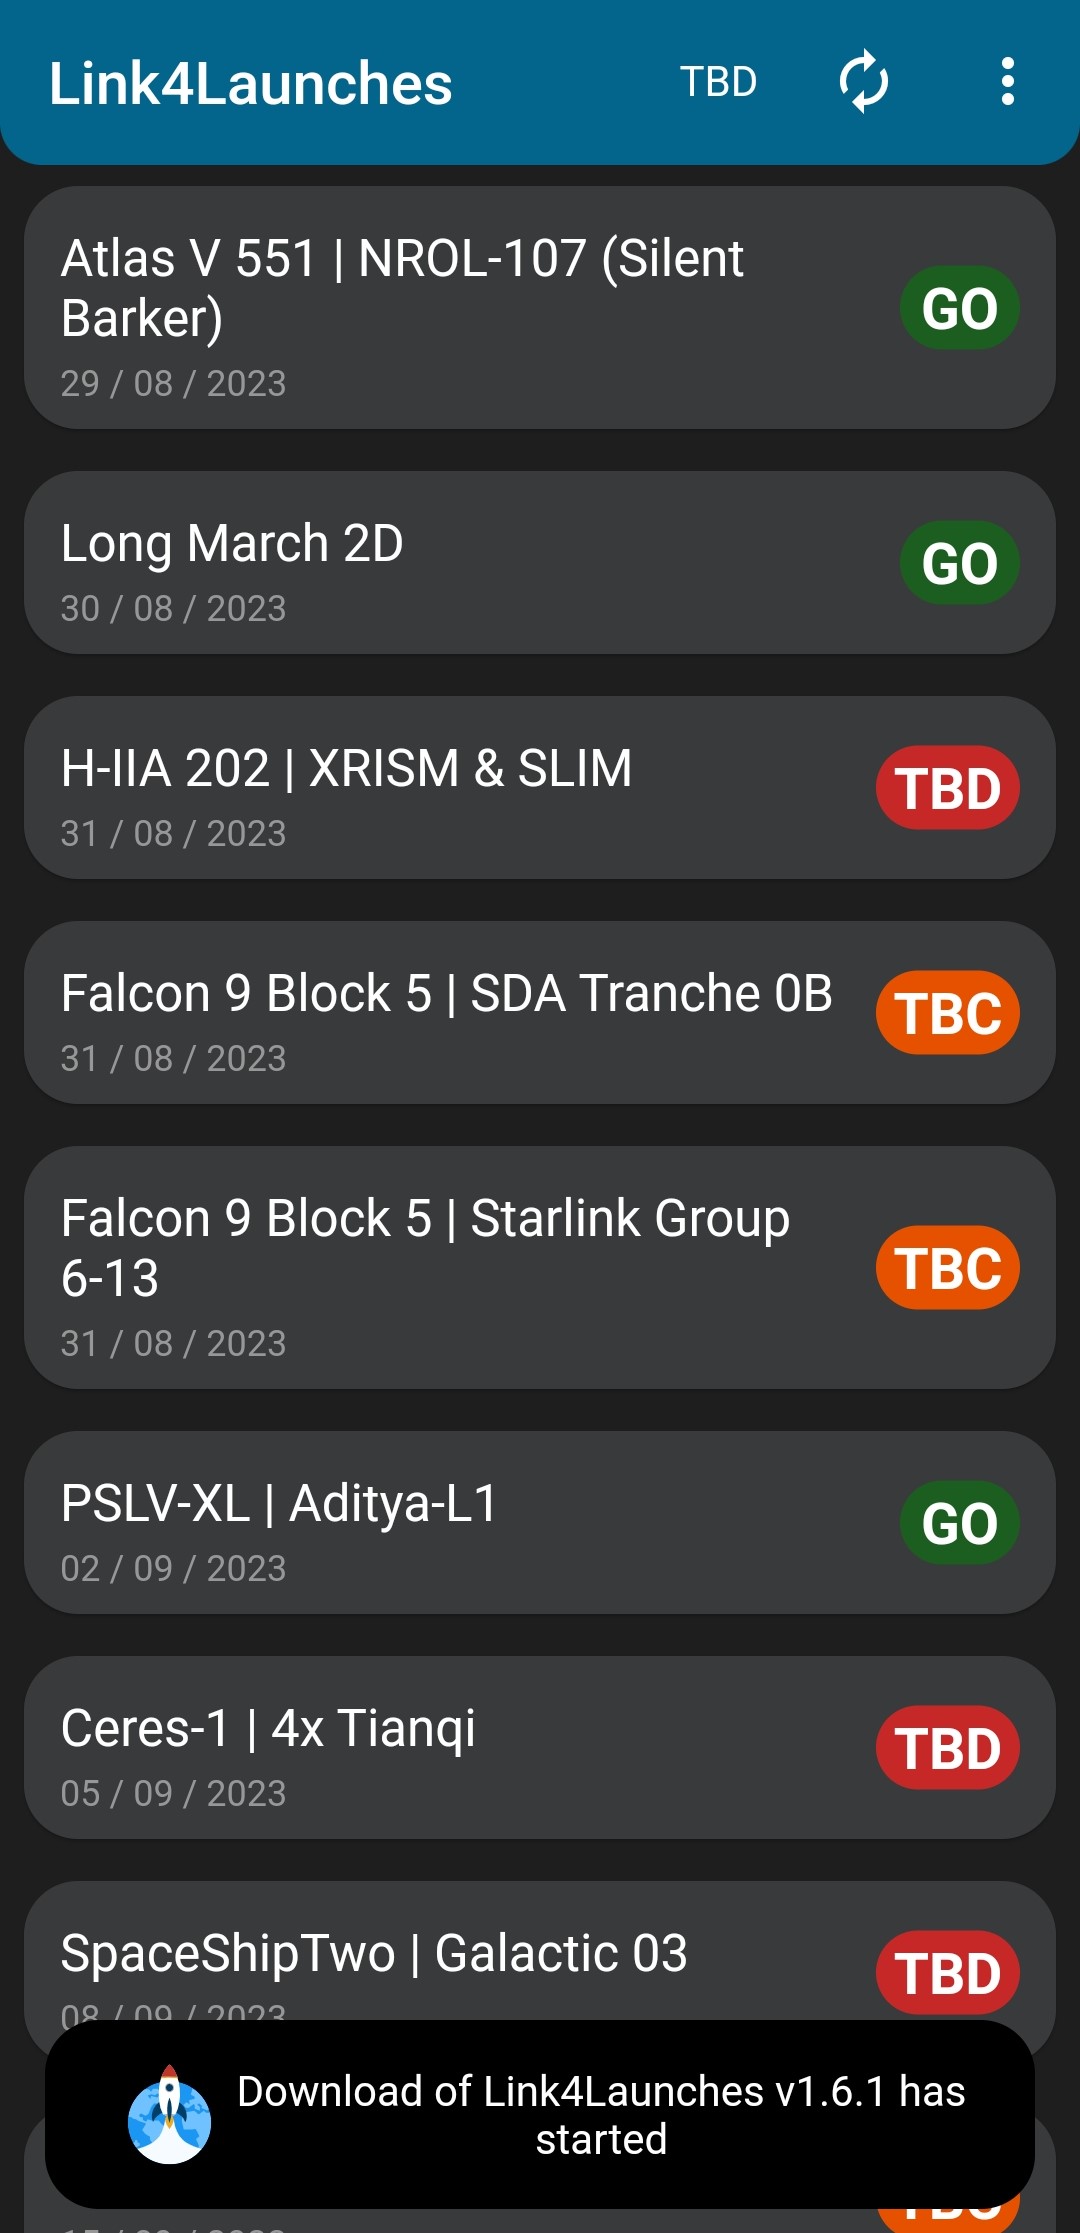 Link4Launches
TBD
Atlas V 551 | NROL-107 (Silent
Barker)
GO
29 / 08 / 2023
Long March 2D
GO
30 / 08 / 2023
H-IIA 202 | XRISM & SLIM
TBD
31 / 08 / 2023
Falcon 9 Block 5 | SDA Tranche 0B
TBC
31 / 08 / 2023
Falcon 9 Block 5 | Starlink Group
6-13
TBC
31 / 08 / 2023
PSLV-XL | Aditya-L1
GO
02 / 09 / 2023
Ceres-1 | 4x Tianqi
TBD
05 / 09 / 2023
SpaceShipTwo | Galactic 03
TBD
08 / 09 / 2023
Download of Link4Launches v1.6.1 has
started